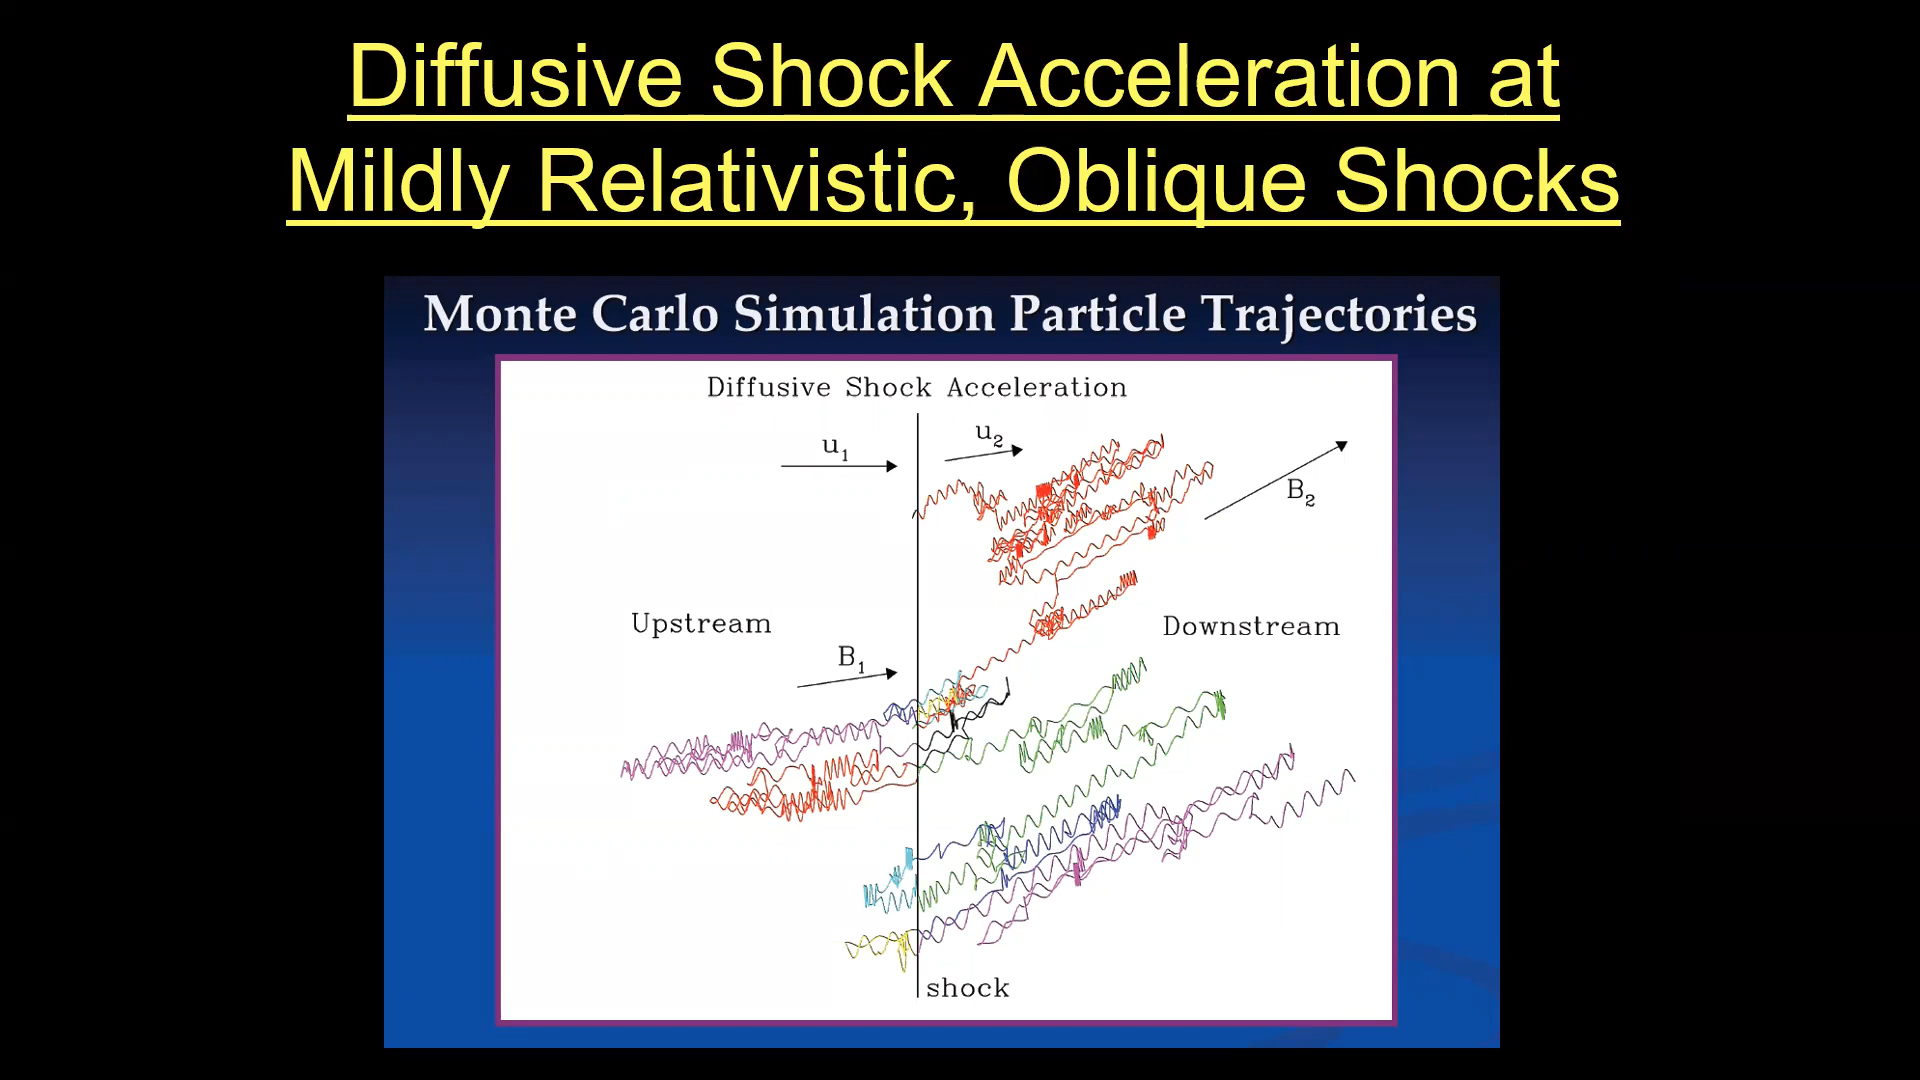 Diffusive Shock Acceleration at
Mildly Relativistic, Oblique Shocks
Monte Carlo Simulation Particle Trajectories
Diffusive Shock Acceleration
u₁
u₂
B₂
Upstream
Downstream
B₁
shock